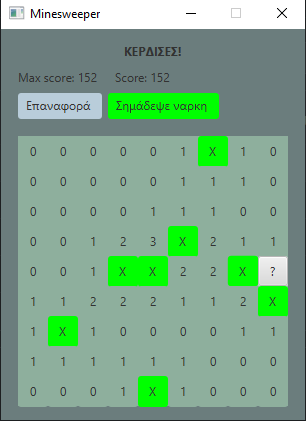 Minesweeper
ΚΕΡΔΙΣΕΣ!
Max score: 152 Score: 152
Επαναφορά Σημάδεψε ναρκη
0 0 0 0 0 1 X 1 0
0 0 0 0 0 1 1 1 0
0 0 0 0 1 1 1 0 0
0 0 1 2 3 X 2 1 1
0 0 1 X X 2 2 X ?
1 1 2 2 2 1 1 2 X
1 X 1 0 0 0 0 1 1
1 1 1 1 1 1 0 0 0
0 0 0 1 X 1 0 0 0